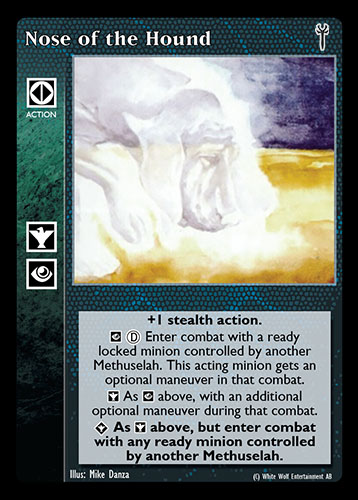 Nose of the Hound
ACTION
+1 stealth action.
Ⓓ Enter combat with a ready
locked minion controlled by another
Methuselah. This acting minion gets an
optional maneuver in that combat.
As above, with an additional
optional maneuver during that combat.
As above, but enter combat
with any ready minion controlled
by another Methuselah.
Illus: Mike Danza
(C) White Wolf Entertainment AB